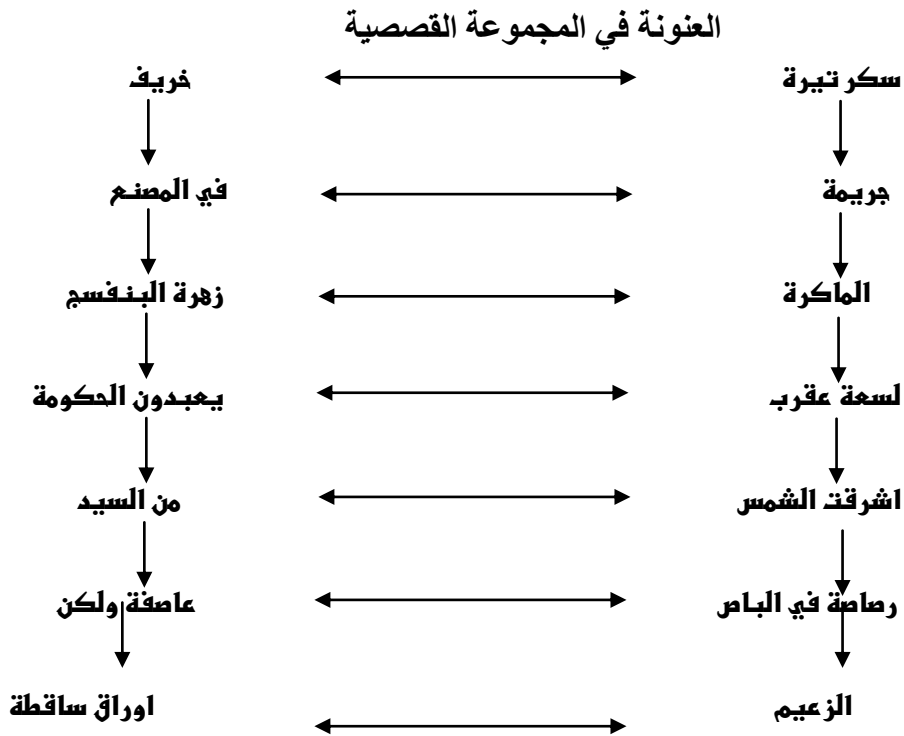 العنونة في المجموعة القصصية
سكرتيرة خريف
جريمة في المصنع
الماكرة زهرة البنفسج
لسعة عقرب يعبدون الحكومة
اشرقت الشمس من السيد
رصاصة في الباص عاصفة ولكن
الزعيم اوراق ساقطة